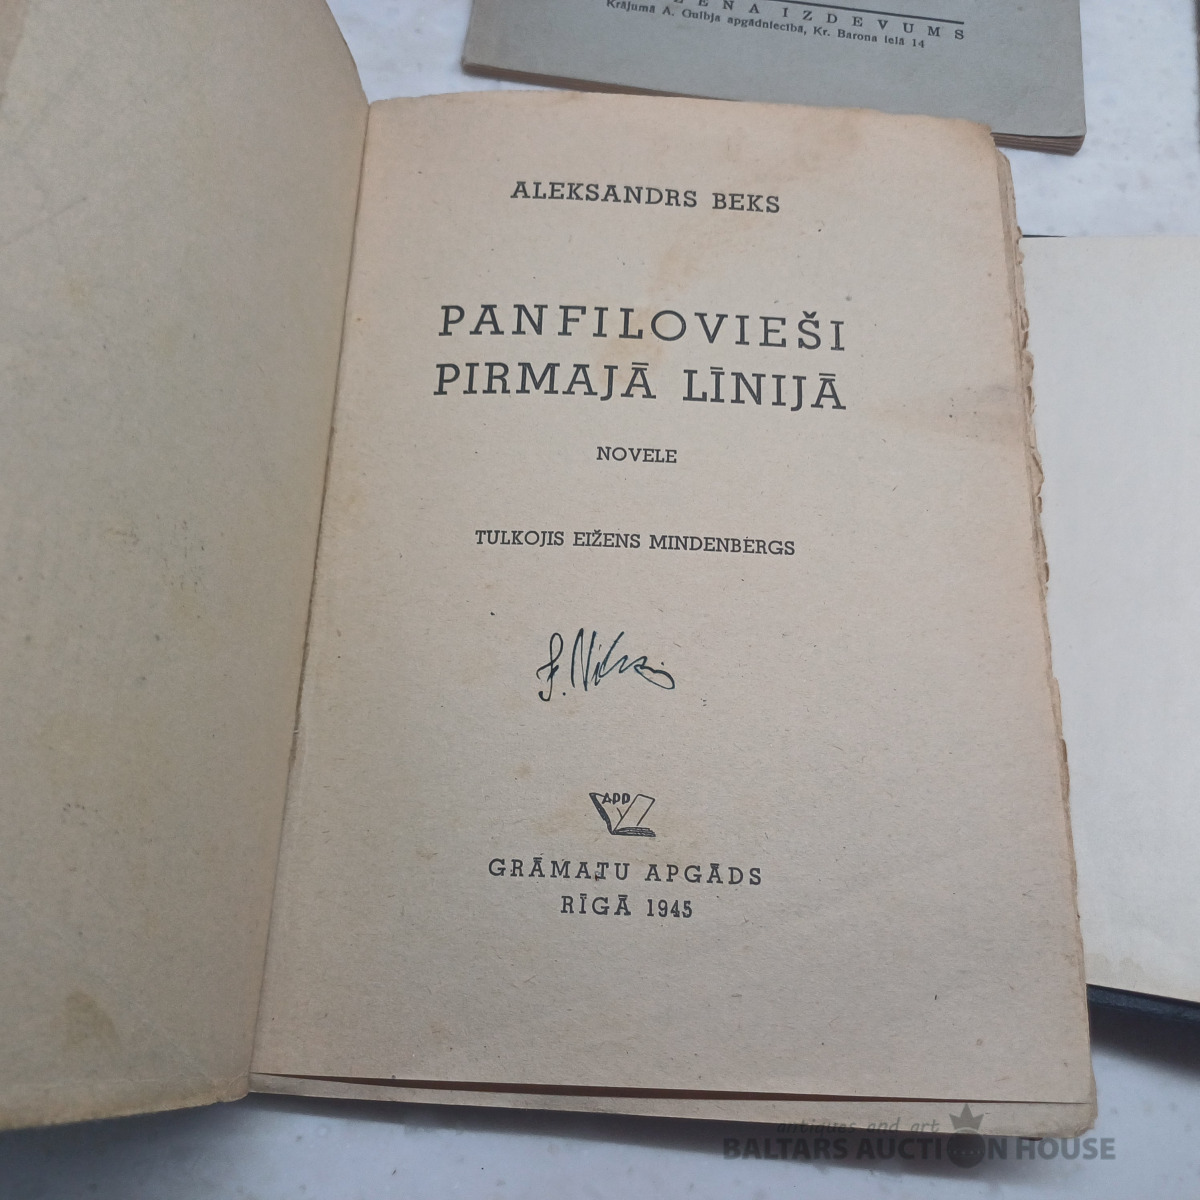 IZDEVUMS
Krājumā A. Gulbja apgādniecībā, Kr. Barona ielā 14
ALEKSANDRS BEKS
PANFILOVIEŠI
PIRMAJĀ LĪNIJĀ
NOVELE
TULKOJIS EIŽENS MINDENBERGS
APP
GRĀMATU APGĀDS
RĪGĀ 1945
antiques and art
BALTARS AUCTION HOUSE